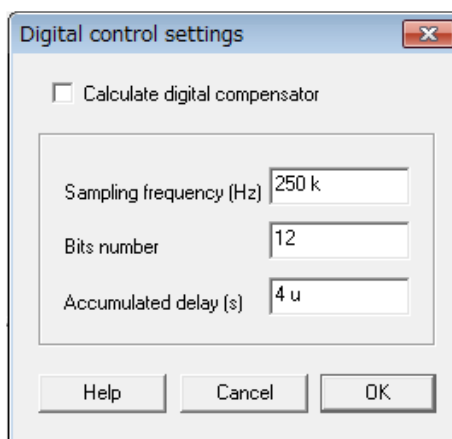 Digital control settings
Calculate digital compensator
Sampling frequency (Hz) 250 k
Bits number 12
Accumulated delay (s) 4 u
Help Cancel OK